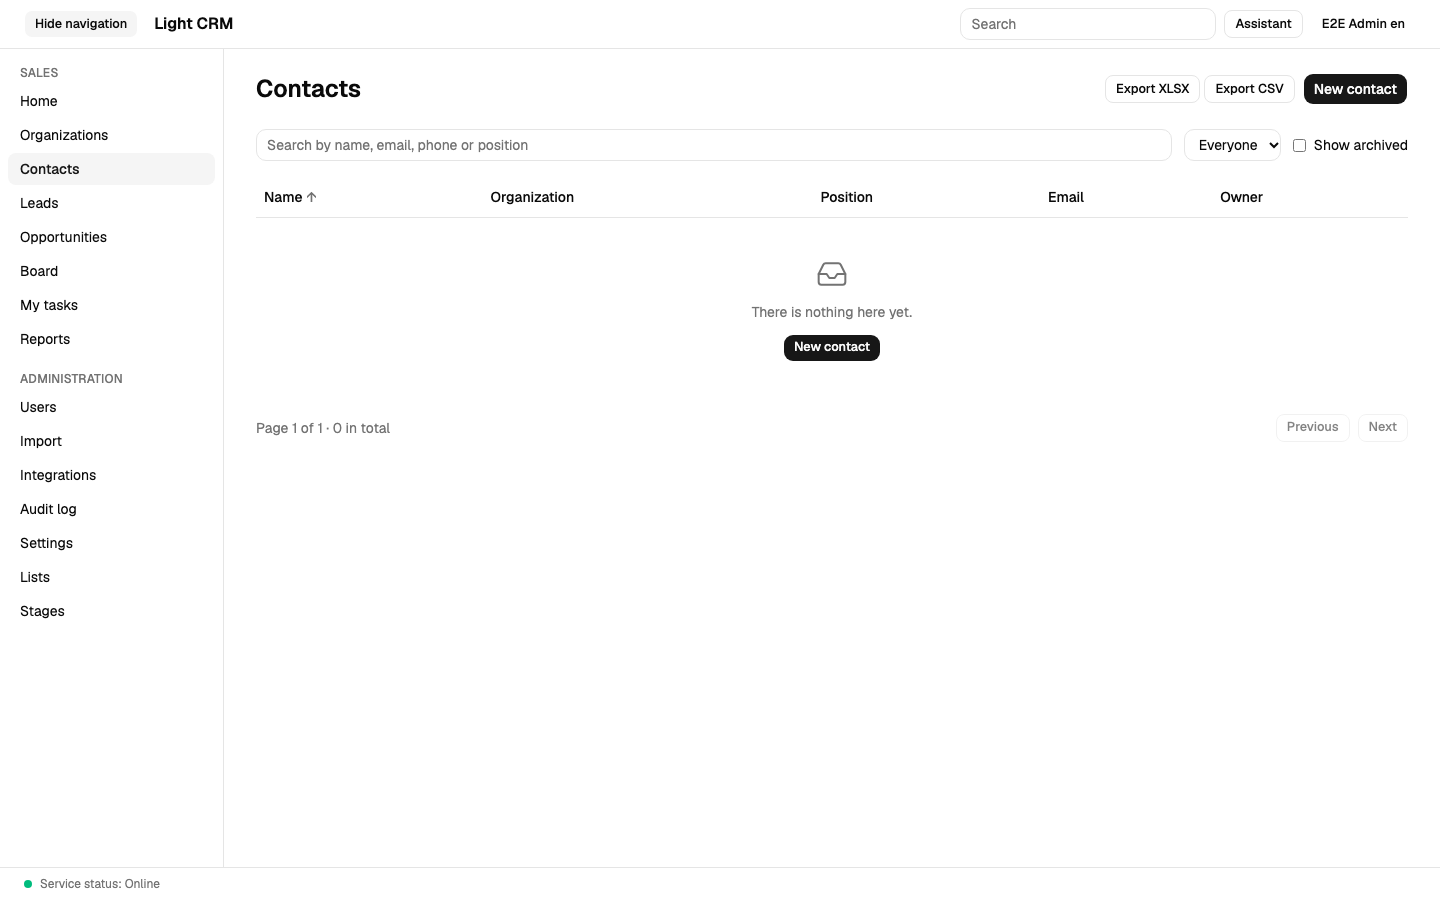 Hide navigation
Light CRM
Search
Assistant
E2E Admin en
SALES
Home
Organizations
Contacts
Leads
Opportunities
Board
My tasks
Reports
ADMINISTRATION
Users
Import
Integrations
Audit log
Settings
Lists
Stages
Contacts
Export XLSX
Export CSV
New contact
Search by name, email, phone or position
Everyone
Show archived
Name ↑
Organization
Position
Email
Owner
There is nothing here yet.
New contact
Page 1 of 1 · 0 in total
Previous
Next
Service status: Online